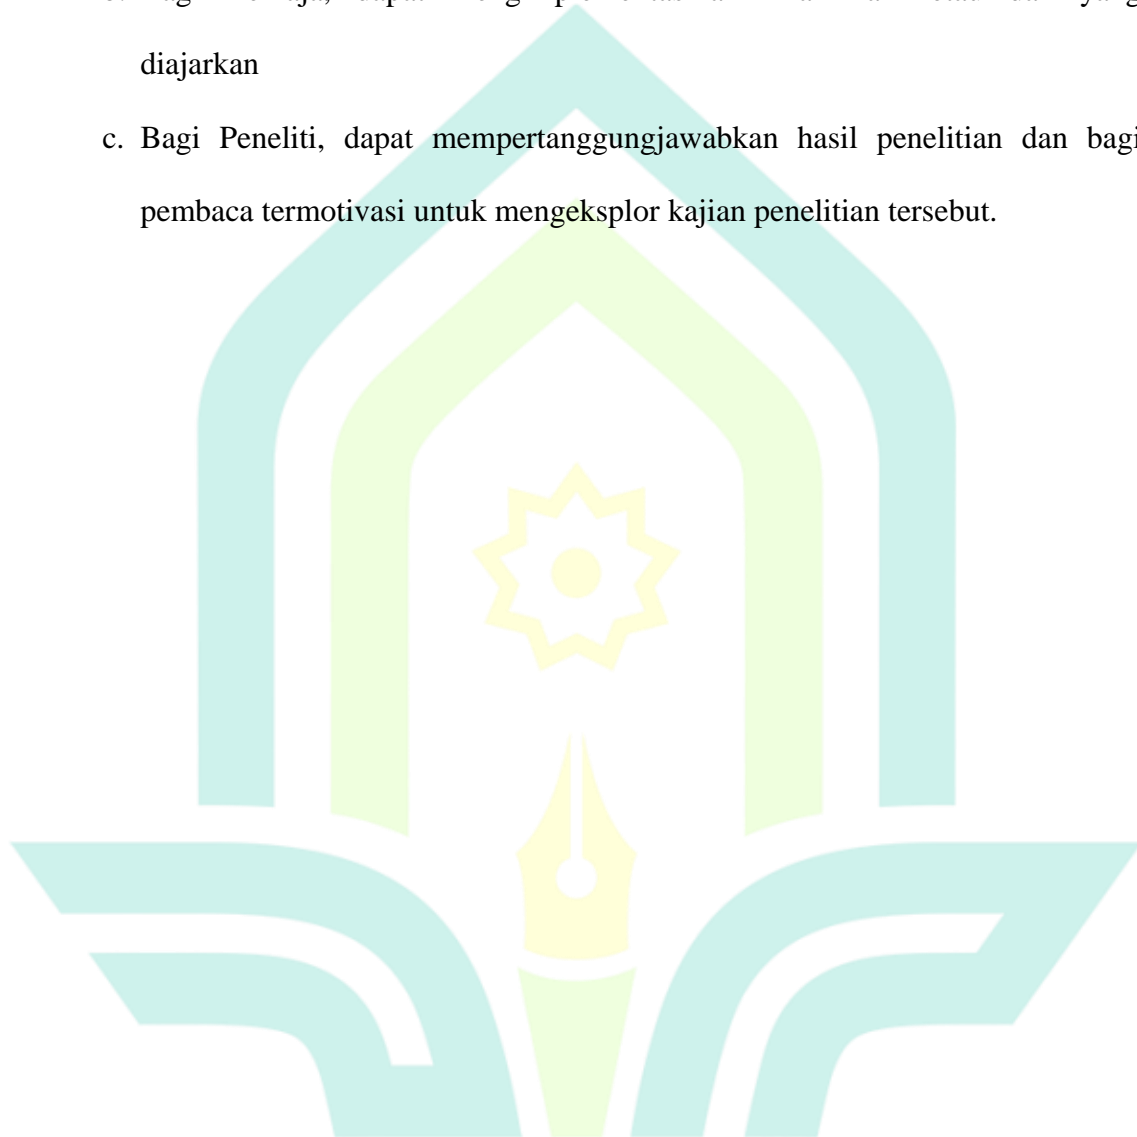 diajarkan
c. Bagi Peneliti, dapat mempertanggungjawabkan hasil penelitian dan bagi
pembaca termotivasi untuk mengeksplor kajian penelitian tersebut.